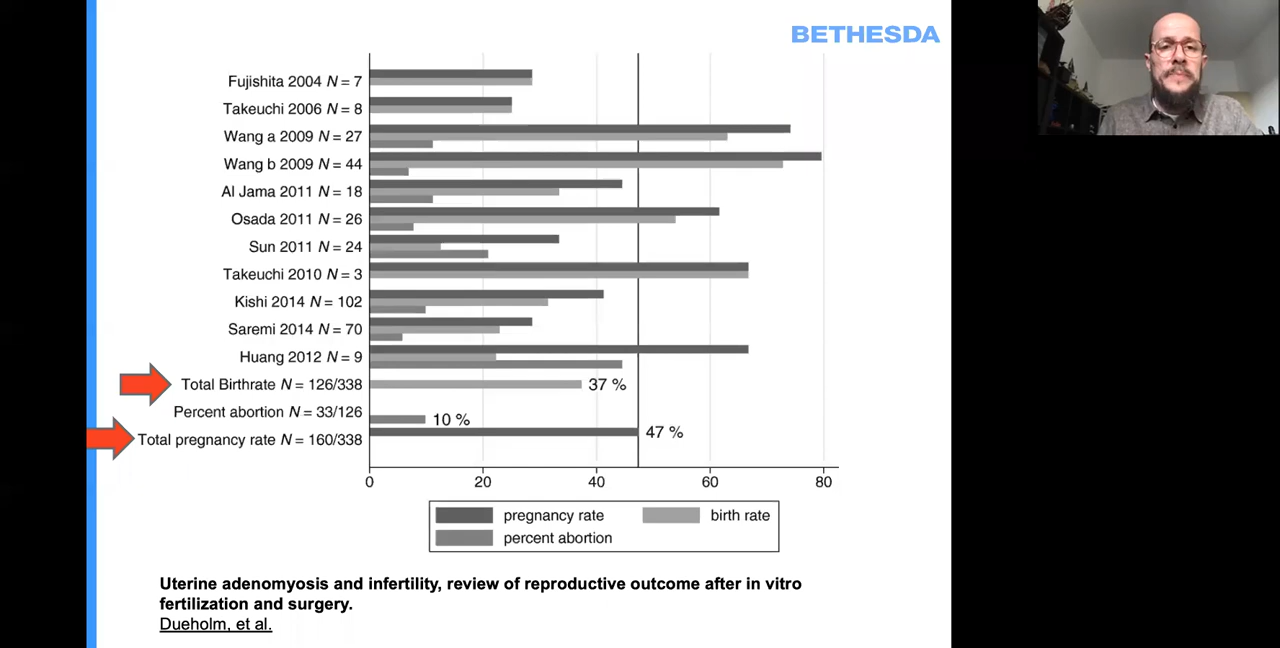 BETHESDA
Fujishita 2004 N = 7
Takeuchi 2006 N = 8
Wang a 2009 N = 27
Wang b 2009 N = 44
Al Jama 2011 N = 18
Osada 2011 N = 26
Sun 2011 N = 24
Takeuchi 2010 N = 3
Kishi 2014 N = 102
Saremi 2014 N = 70
Huang 2012 N = 9
Total Birthrate N = 126/338 37 %
Percent abortion N = 33/126 10 %
Total pregnancy rate N = 160/338 47 %
0 20 40 60 80
pregnancy rate birth rate
percent abortion
Uterine adenomyosis and infertility, review of reproductive outcome after in vitro
fertilization and surgery.
Dueholm, et al.